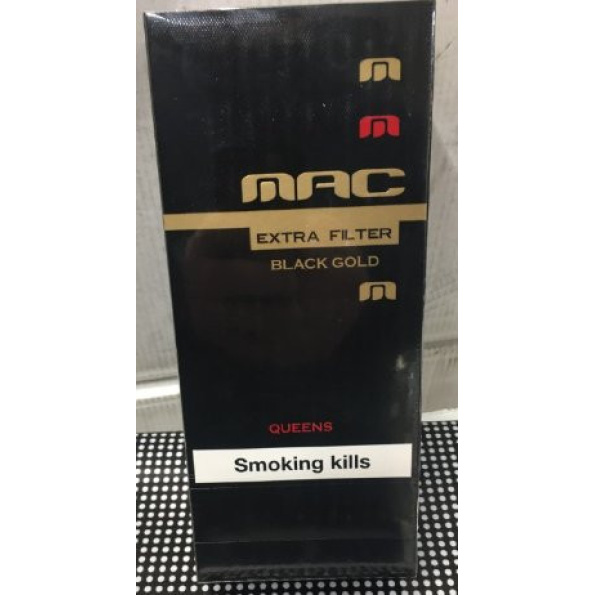 MAC
EXTRA FILTER
BLACK GOLD
QUEENS
Smoking kills